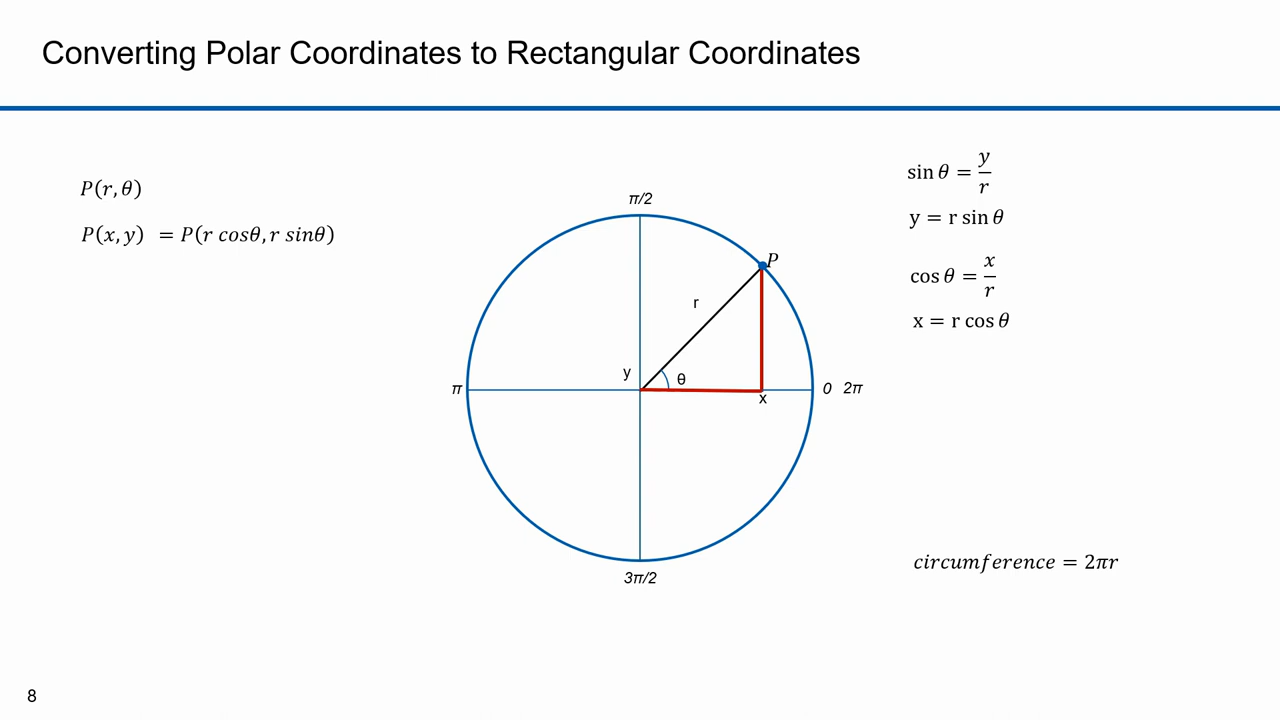 Converting Polar Coordinates to Rectangular Coordinates
P(r, θ)
P(x, y) = P(r cosθ, r sinθ)
π/2
P
r
y
θ
x
π
0 2π
3π/2
sin θ = y/r
y = r sin θ
cos θ = x/r
x = r cos θ
circumference = 2πr
8